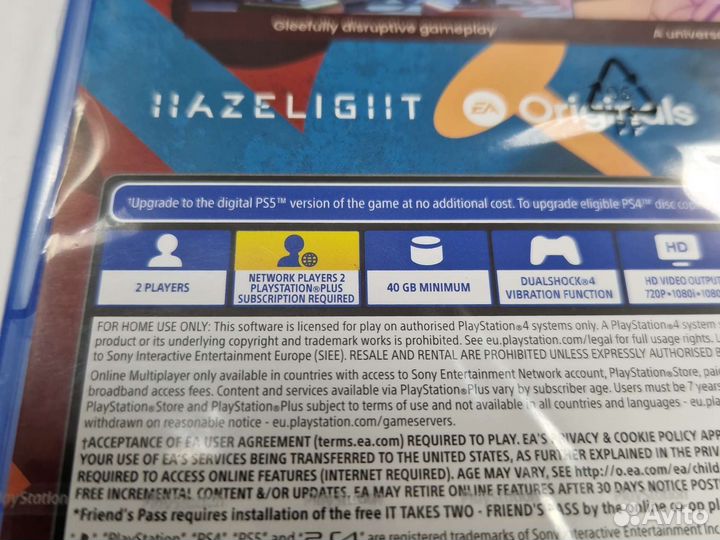 Gleefully disruptive gameplay
A univers
HAZELIGHT
EA Originals
†Upgrade to the digital PS5™ version of the game at no additional cost. To upgrade eligible PS4™ disc
2 PLAYERS
NETWORK PLAYERS 2
PLAYSTATION®PLUS
SUBSCRIPTION REQUIRED
40 GB MINIMUM
DUALSHOCK®4
VIBRATION FUNCTION
HD
HD VIDEO OUTPUT
720P•1080i•1080
FOR HOME USE ONLY: This software is licensed for play on authorised PlayStation®4 systems only. A PlayStation®4 system
product or its underlying copyright and trademark works is prohibited. See eu.playstation.com/legal for full usage rights.
to Sony Interactive Entertainment Europe (SIEE). RESALE AND RENTAL ARE PROHIBITED UNLESS EXPRESSLY AUTHORISED
Online Multiplayer only available in countries with access to Sony Entertainment Network account, PlayStation®Store, paid
broadband access fees. Content and services available via PlayStation®Plus vary by subscriber age. Users must be 7 years
PlayStation®Store and PlayStation®Plus subject to terms of use and not available in all countries and languages - eu.pl
withdrawn on reasonable notice - eu.playstation.com/gameservers.
†ACCEPTANCE OF EA USER AGREEMENT (terms.ea.com) REQUIRED TO PLAY. EA'S PRIVACY & COOKIE POLICY APP
YOUR USE OF EA'S SERVICES BEING TRANSFERRED TO THE UNITED STATES, AS FURTHER EXPLAINED IN THE PRIVA
REQUIRED TO ACCESS ONLINE FEATURES (INTERNET REQUIRED). AGE MAY VARY, SEE http://o.ea.com/ea/child
FREE INCREMENTAL CONTENT &/OR UPDATES. EA MAY RETIRE ONLINE FEATURES AFTER 30 DAYS NOTICE POST
*Friend's Pass requires installation of the free IT TAKES TWO - FRIEND'S PASS by the online co-op pl
"PlayStation", "PS4", "PS5" and "PS4" are registered trademarks of Sony Interactive Entertainment Inc
PlayStation
Avito